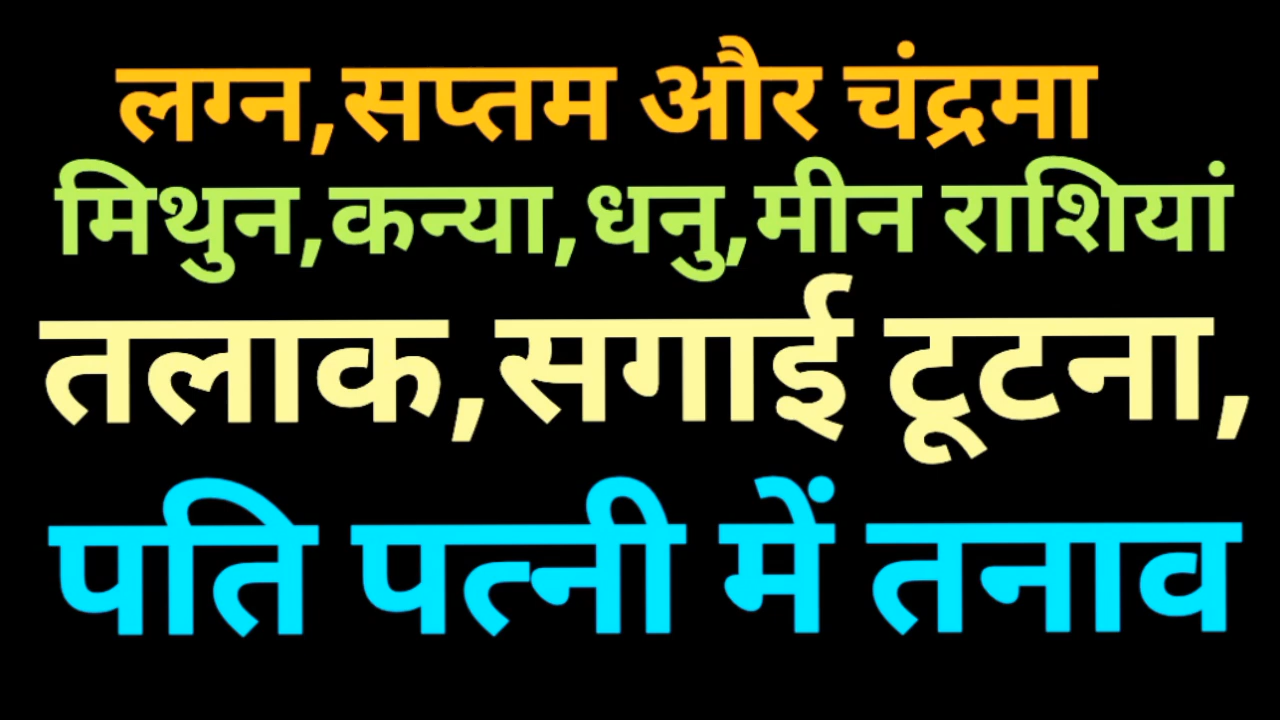 लग्न,सप्तम और चंद्रमा
मिथुन,कन्या,धनु,मीन राशियां
तलाक,सगाई टूटना,
पति पत्नी में तनाव